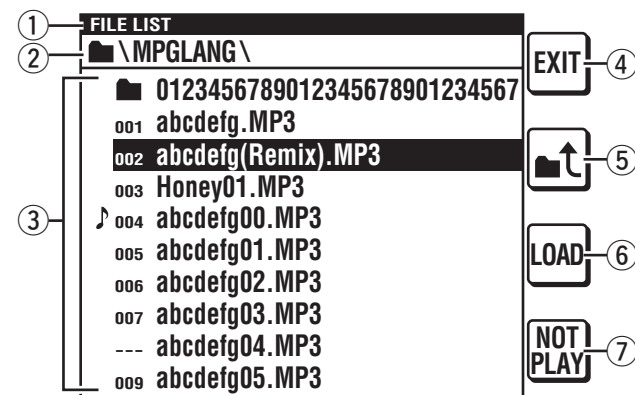 ① FILE LIST
② \MPGLANG\
③
0123456789012345678901234567
001 abcdefg.MP3
002 abcdefg(Remix).MP3
003 Honey01.MP3
♪ 004 abcdefg00.MP3
005 abcdefg01.MP3
006 abcdefg02.MP3
007 abcdefg03.MP3
--- abcdefg04.MP3
009 abcdefg05.MP3
EXIT ④
⑤
LOAD ⑥
NOT
PLAY ⑦